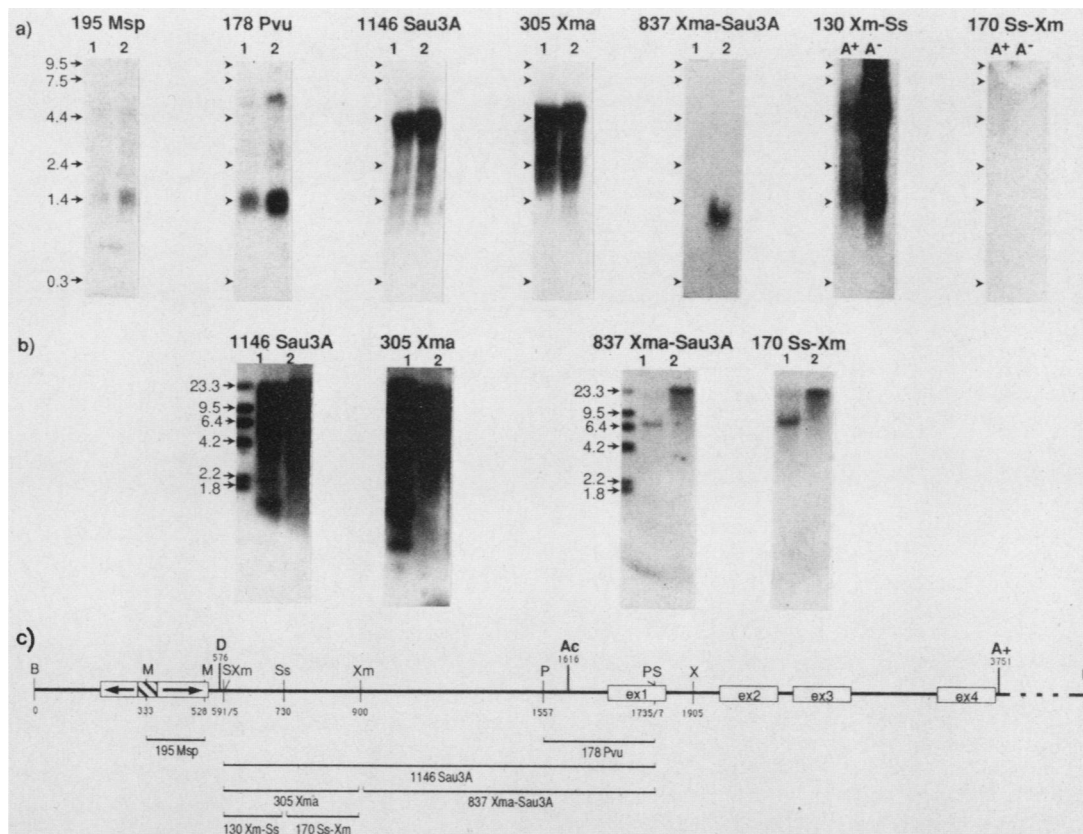 a)
195 Msp 178 Pvu 1146 Sau3A 305 Xma 837 Xma-Sau3A 130 Xm-Ss 170 Ss-Xm
1 2 1 2 1 2 1 2 1 2 A+ A- A+ A-
9.5
7.5
4.4
2.4
1.4
0.3
b)
1146 Sau3A 305 Xma 837 Xma-Sau3A 170 Ss-Xm
1 2 1 2 1 2 1 2
23.3 23.3
9.5 9.5
6.4 6.4
4.2 4.2
2.2 2.2
1.8 1.8
c)
D Ac A+
576 1616 3751
B M M SXm Ss Xm P PS X
ex1 ex2 ex3 ex4
0 333 528 591/5 730 900 1557 1735/7 1905
195 Msp 178 Pvu
1146 Sau3A
305 Xma 837 Xma-Sau3A
130 Xm-Ss 170 Ss-Xm